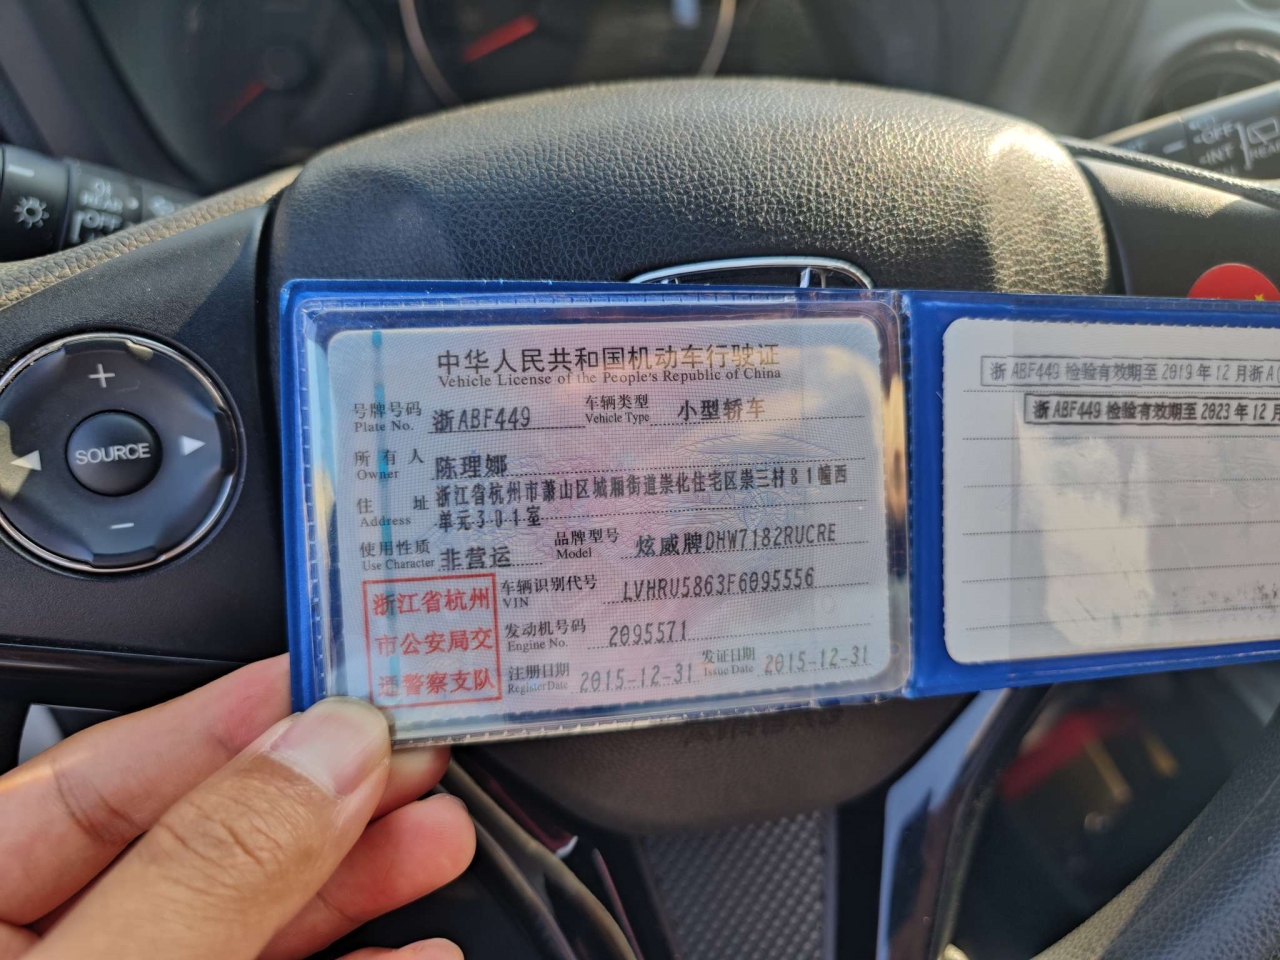 中华人民共和国机动车行驶证
Vehicle License of the People's Republic of China
号牌号码 浙ABF449 车辆类型 小型轿车
Plate No. Vehicle Type
所有人 陈理娜
Owner
住址 浙江省杭州市萧山区城厢街道崇化住宅区崇三村81幢西
Address 单元301室
使用性质 非营运 品牌型号 炫威牌DHW7182RUCRE
Use Character Model
浙江省杭州
市公安局交
通警察支队
车辆识别代号 LVHRU5863F6095556
VIN
发动机号码 2095571
Engine No.
注册日期 2015-12-31 发证日期 2015-12-31
Register Date Issue Date
浙ABF449 检验有效期至 2019年12月浙A
浙ABF449 检验有效期至 2023年12月
SOURCE
+
−
OFF
OFF
INT
AIRBAG